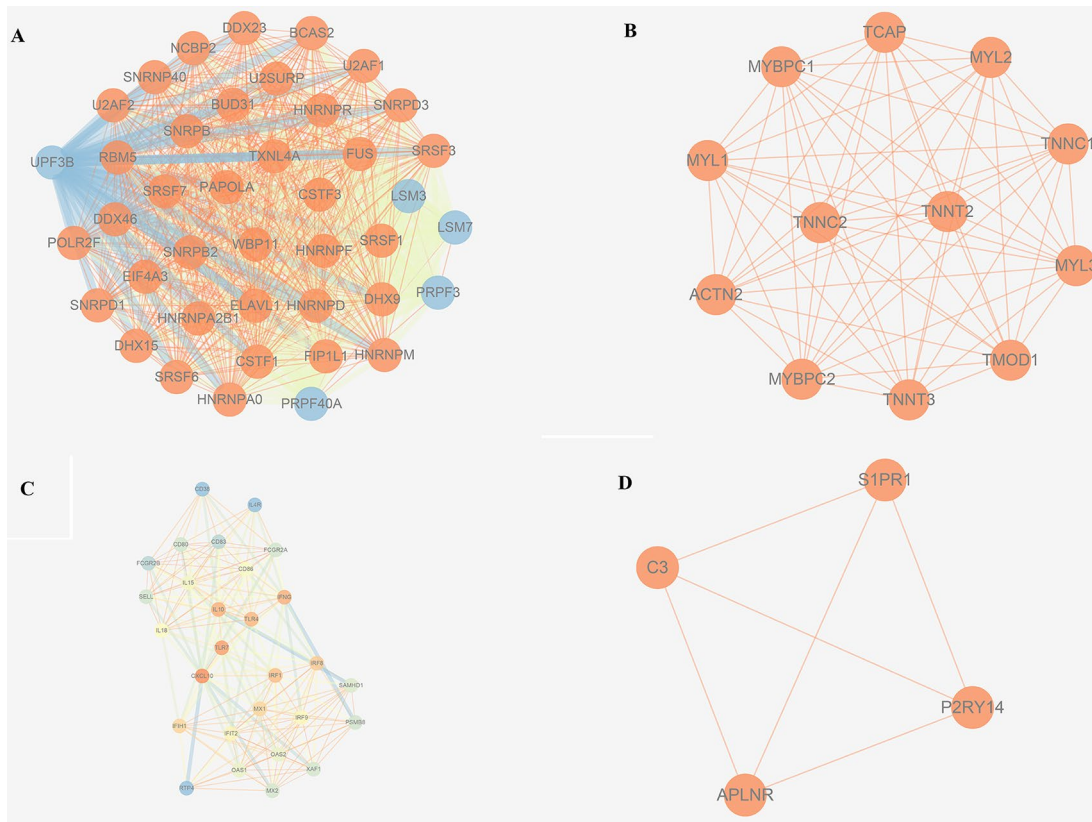 A
DDX23
BCAS2
NCBP2
U2AF1
SNRNP40
U2SURP
U2AF2
BUD31
HNRNPR
SNRPD3
SNRPB
UPF3B
RBM5
TXNL4A
FUS
SRSF3
SRSF7
PAPOLA
CSTF3
LSM3
DDX46
LSM7
POLR2F
SNRPB2
WBP11
HNRNPF
SRSF1
EIF4A3
PRPF3
SNRPD1
HNRNPA2B1
ELAVL1
HNRNPD
DHX9
DHX15
CSTF1
FIP1L1
HNRNPM
SRSF6
HNRNPA0
PRPF40A
B
TCAP
MYBPC1
MYL2
TNNC1
MYL1
TNNC2
TNNT2
MYL3
ACTN2
TMOD1
MYBPC2
TNNT3
C
CD38
IL4R
CD80
CD83
FCGR2A
FCGR2B
CD86
IL15
SELL
IFNG
IL10
TLR4
IL18
TLR7
IRF8
CXCL10
IRF1
SAMHD1
MX1
IRF9
PSMB8
IFIH1
IFIT2
OAS2
OAS1
XAF1
RTP4
MX2
D
S1PR1
C3
P2RY14
APLNR